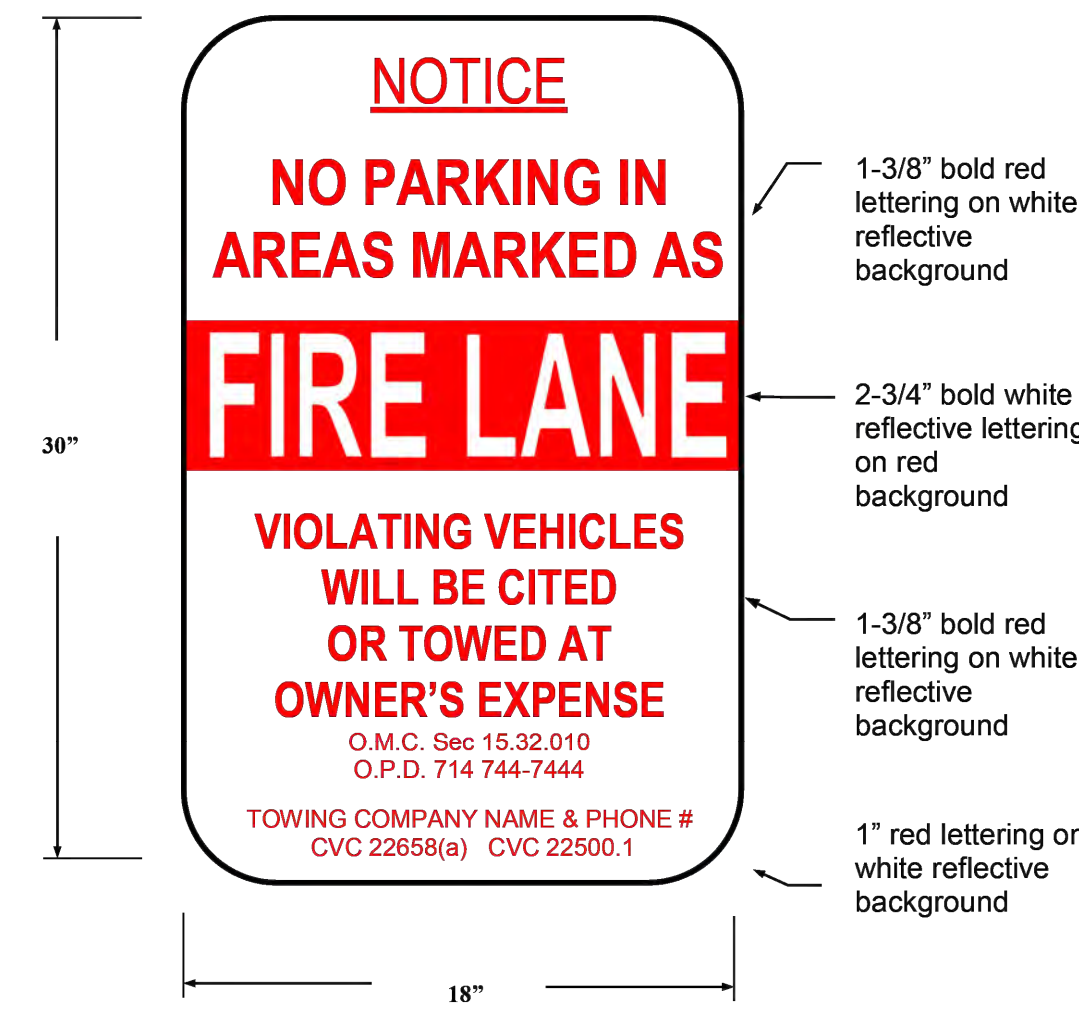 NOTICE
NO PARKING IN
AREAS MARKED AS
FIRE LANE
VIOLATING VEHICLES
WILL BE CITED
OR TOWED AT
OWNER’S EXPENSE
O.M.C. Sec 15.32.010
O.P.D. 714 744-7444
TOWING COMPANY NAME & PHONE #
CVC 22658(a) CVC 22500.1
30”
18”
1-3/8” bold red
lettering on white
reflective
background
2-3/4” bold white
reflective lettering
on red
background
1-3/8” bold red
lettering on white
reflective
background
1” red lettering on
white reflective
background